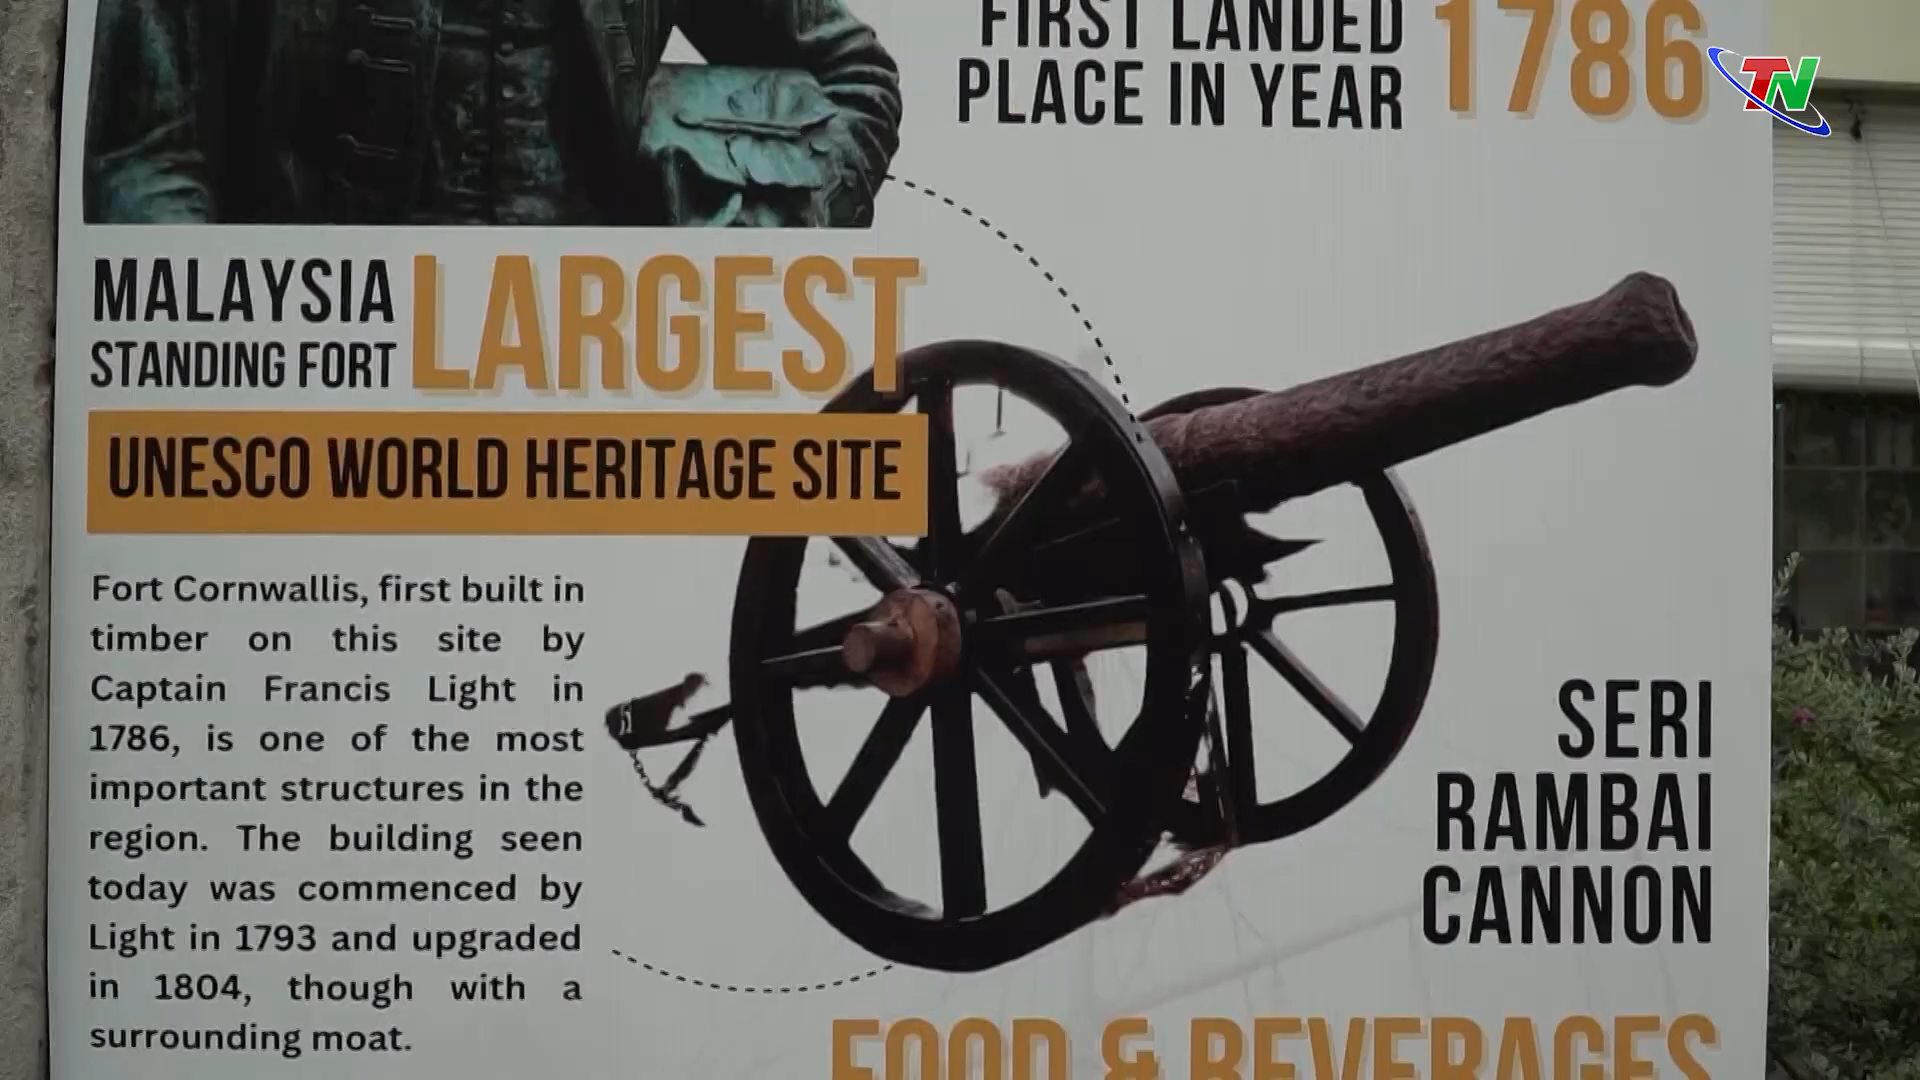 FIRST LANDED
PLACE IN YEAR 1786
TN
MALAYSIA
STANDING FORT LARGEST
UNESCO WORLD HERITAGE SITE
Fort Cornwallis, first built in
timber on this site by
Captain Francis Light in
1786, is one of the most
important structures in the
region. The building seen
today was commenced by
Light in 1793 and upgraded
in 1804, though with a
surrounding moat.
SERI
RAMBAI
CANNON
FOOD & BEVERAGES